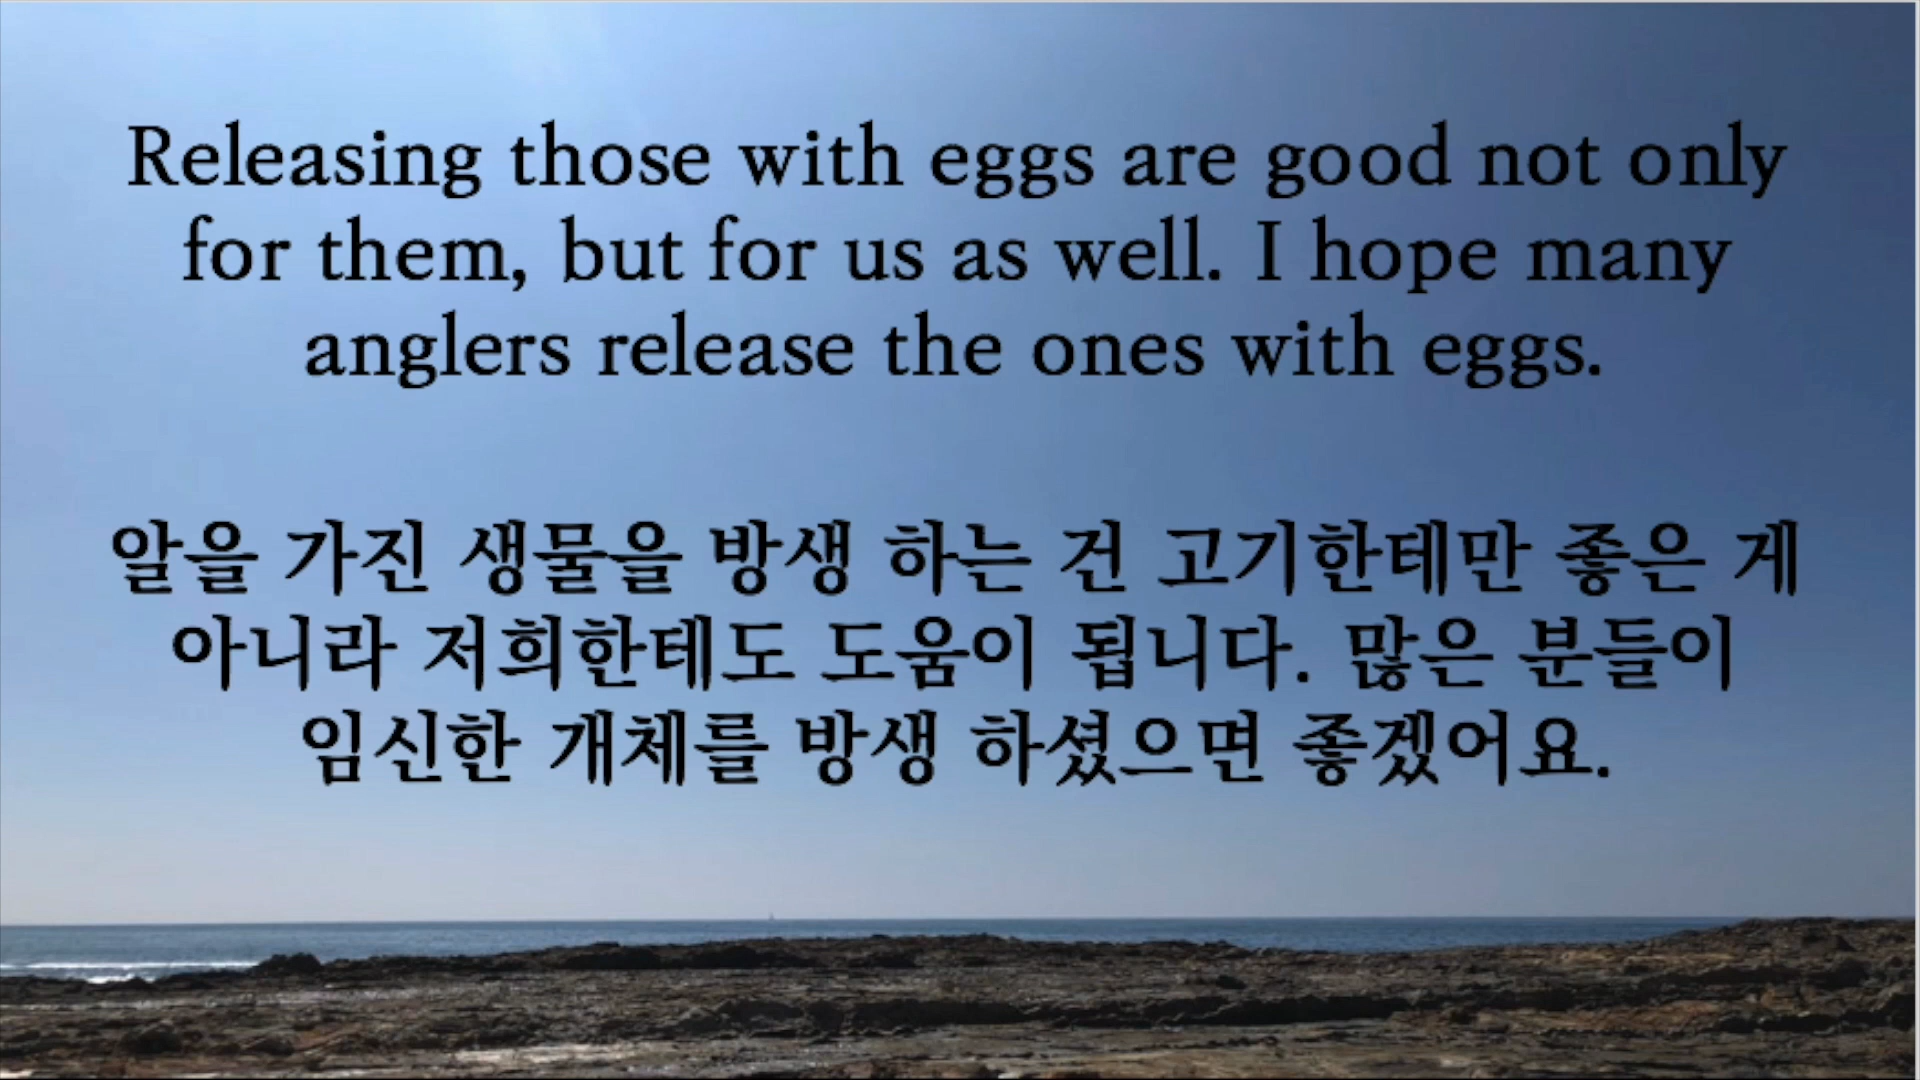 Releasing those with eggs are good not only
for them, but for us as well. I hope many
anglers release the ones with eggs.
알을 가진 생물을 방생 하는 건 고기한테만 좋은 게
아니라 저희한테도 도움이 됩니다. 많은 분들이
임신한 개체를 방생 하셨으면 좋겠어요.